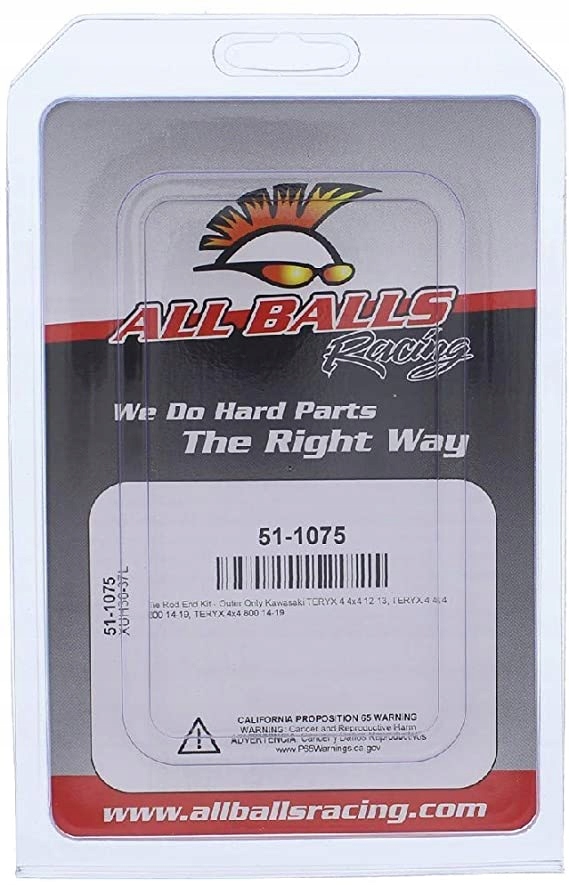 ALL BALLS
Racing
We Do Hard Parts
The Right Way
51-1075
51-1075
Tie Rod End Kit - Outer Only Kawasaki TERYX 4 4x4 12-13, TERYX 4 4x4
800 14-19, TERYX 4x4 800 14-19
CALIFORNIA PROPOSITION 65 WARNING
WARNING: Cancer and Reproductive Harm
ADVERTENCIA: Cancer y Daños Reproductivos
www.P65Warnings.ca.gov
www.allballsracing.com